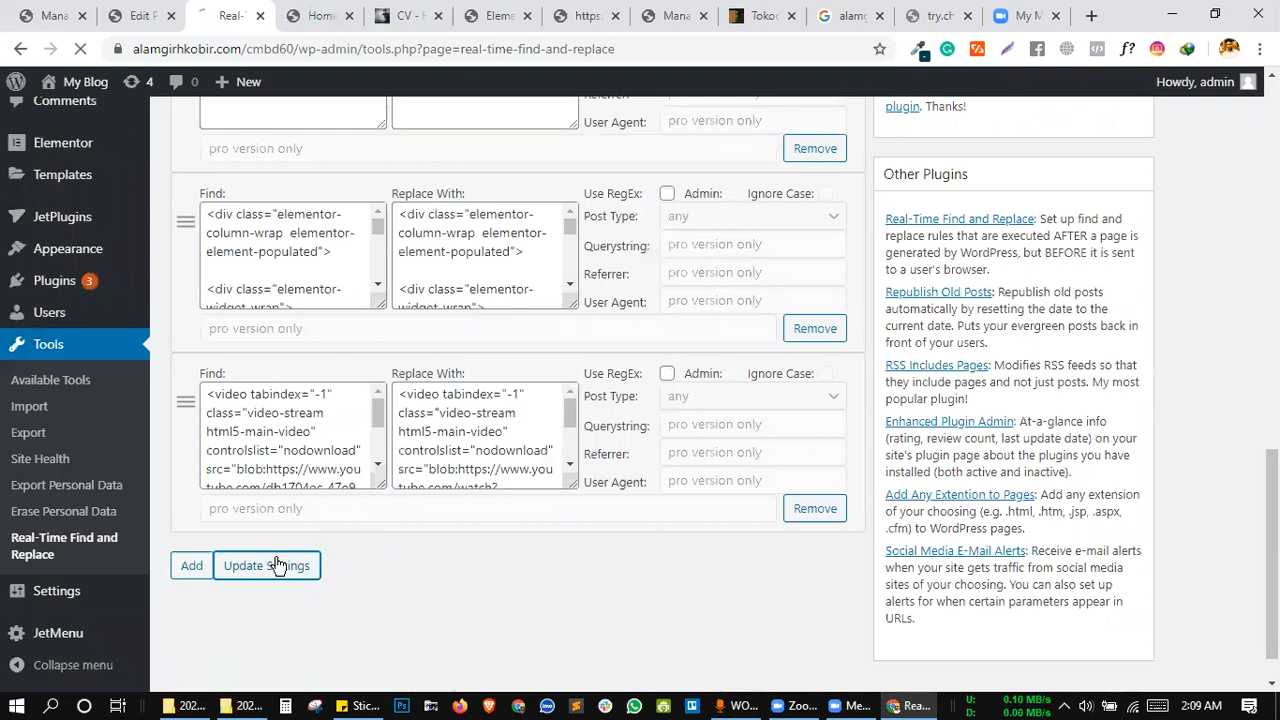 Mana
Edit P
Real-
Home
CV - H
Eleme
https:
Mana
Tokoc
alamg
try.ch
My M
alamgirhkobir.com/cmbd60/wp-admin/tools.php?page=real-time-find-and-replace
My Blog
4
0
New
Howdy, admin
Comments
Elementor
Templates
JetPlugins
Appearance
Plugins 3
Users
Tools
Available Tools
Import
Export
Site Health
Export Personal Data
Erase Personal Data
Real-Time Find and
Replace
Settings
JetMenu
Collapse menu
User Agent: pro version only
pro version only
Remove
Find:
Replace With:
Use RegEx:
Admin:
Ignore Case:
<div class="elementor-
column-wrap elementor-
element-populated">
<div class="elementor-
widget-wrap">
<div class="elementor-
column-wrap elementor-
element-populated">
<div class="elementor-
widget-wrap">
Post Type: any
Querystring: pro version only
Referrer: pro version only
User Agent: pro version only
pro version only
Remove
Find:
Replace With:
Use RegEx:
Admin:
Ignore Case:
<video tabindex="-1"
class="video-stream
html5-main-video"
controlslist="nodownload"
src="blob:https://www.you
<video tabindex="-1"
class="video-stream
html5-main-video"
controlslist="nodownload"
src="blob:https://www.you
tube.com/watch?
Post Type: any
Querystring: pro version only
Referrer: pro version only
User Agent: pro version only
pro version only
Remove
Add
Update Settings
plugin. Thanks!
Other Plugins
Real-Time Find and Replace: Set up find and
replace rules that are executed AFTER a page is
generated by WordPress, but BEFORE it is sent
to a user's browser.
Republish Old Posts: Republish old posts
automatically by resetting the date to the
current date. Puts your evergreen posts back in
front of your users.
RSS Includes Pages: Modifies RSS feeds so that
they include pages and not just posts. My most
popular plugin!
Enhanced Plugin Admin: At-a-glance info
(rating, review count, last update date) on your
site's plugin page about the plugins you have
installed (both active and inactive).
Add Any Extention to Pages: Add any extension
of your choosing (e.g. .html, .htm, .jsp, .aspx,
.cfm) to WordPress pages.
Social Media E-Mail Alerts: Receive e-mail alerts
when your site gets traffic from social media
sites of your choosing. You can also set up
alerts for when certain parameters appear in
URLs.
202...
202...
Stic...
WO...
Zoo...
Me...
Rea...
U: 0.10 MB/s
D: 0.06 MB/s
2:09 AM